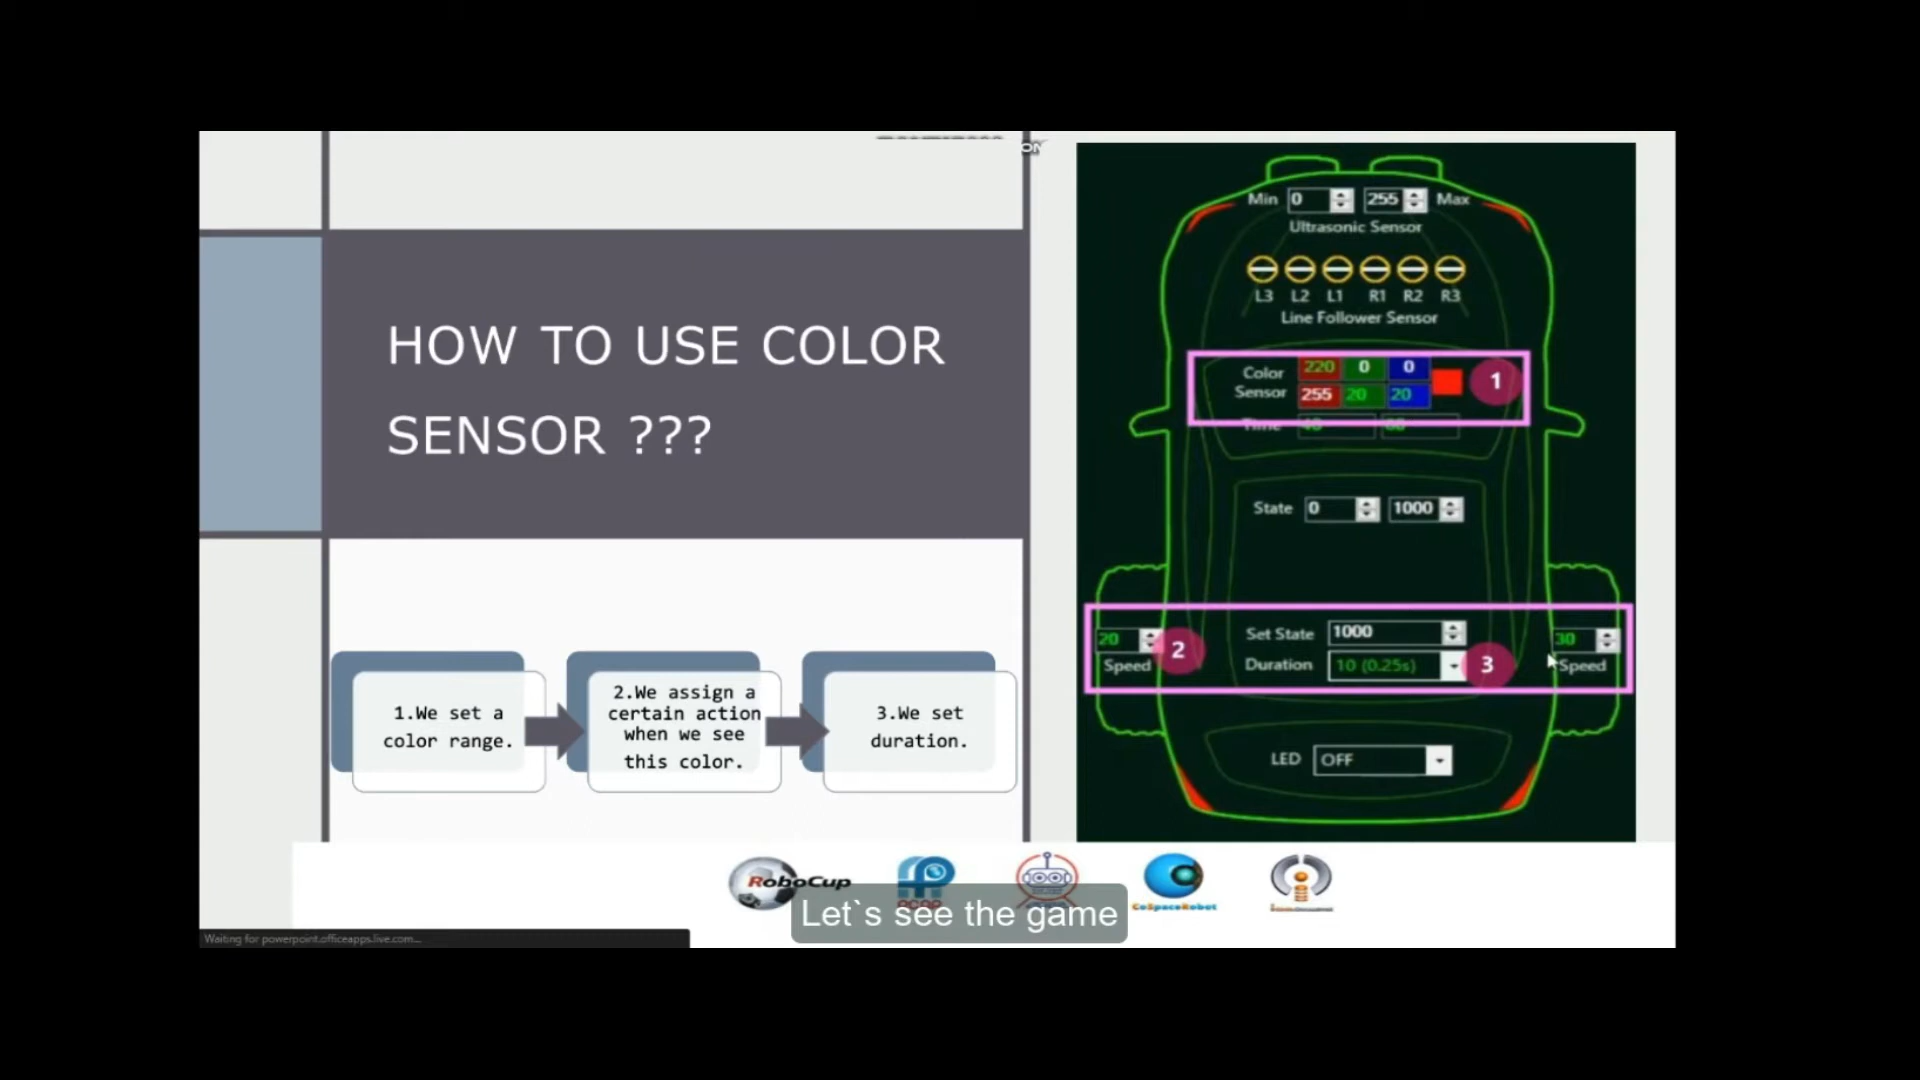 HOW TO USE COLOR
SENSOR ???
1.We set a
color range.
2.We assign a
certain action
when we see
this color.
3.We set
duration.
Min 0 255 Max
Ultrasonic Sensor
L3 L2 L1 R1 R2 R3
Line Follower Sensor
Color 220 0 0
Sensor 255 20 20
1
Time
State 0 1000
20 Set State 1000 30
Speed 2 Duration 10 (0.25s) 3 Speed
LED OFF
RoboCup
CoSpaceRobot
Let`s see the game
Waiting for powerpoint.officeapps.live.com...